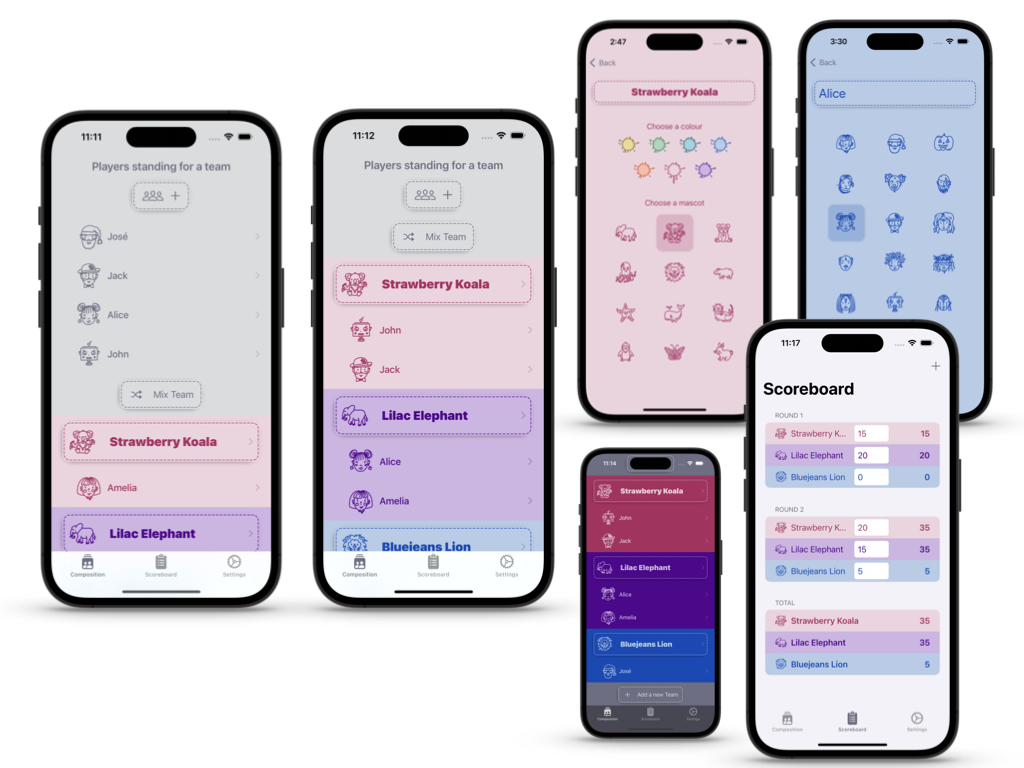 11:11
Players standing for a team
+
José
Jack
Alice
John
Mix Team
Strawberry Koala
Amelia
Lilac Elephant
Composition
Scoreboard
Settings
11:12
Players standing for a team
+
Mix Team
Strawberry Koala
John
Jack
Lilac Elephant
Alice
Amelia
Bluejeans Lion
Composition
Scoreboard
Settings
2:47
Back
Strawberry Koala
Choose a colour
Choose a mascot
3:30
Back
Alice
11:14
Strawberry Koala
John
Jack
Lilac Elephant
Alice
Amelia
Bluejeans Lion
José
+ Add a new Team
Composition
Scoreboard
Settings
11:17
+
Scoreboard
ROUND 1
Strawberry K... 15 15
Lilac Elephant 20 20
Bluejeans Lion 0 0
ROUND 2
Strawberry K... 20 35
Lilac Elephant 15 35
Bluejeans Lion 5 5
TOTAL
Strawberry Koala 35
Lilac Elephant 35
Bluejeans Lion 5
Composition
Scoreboard
Settings